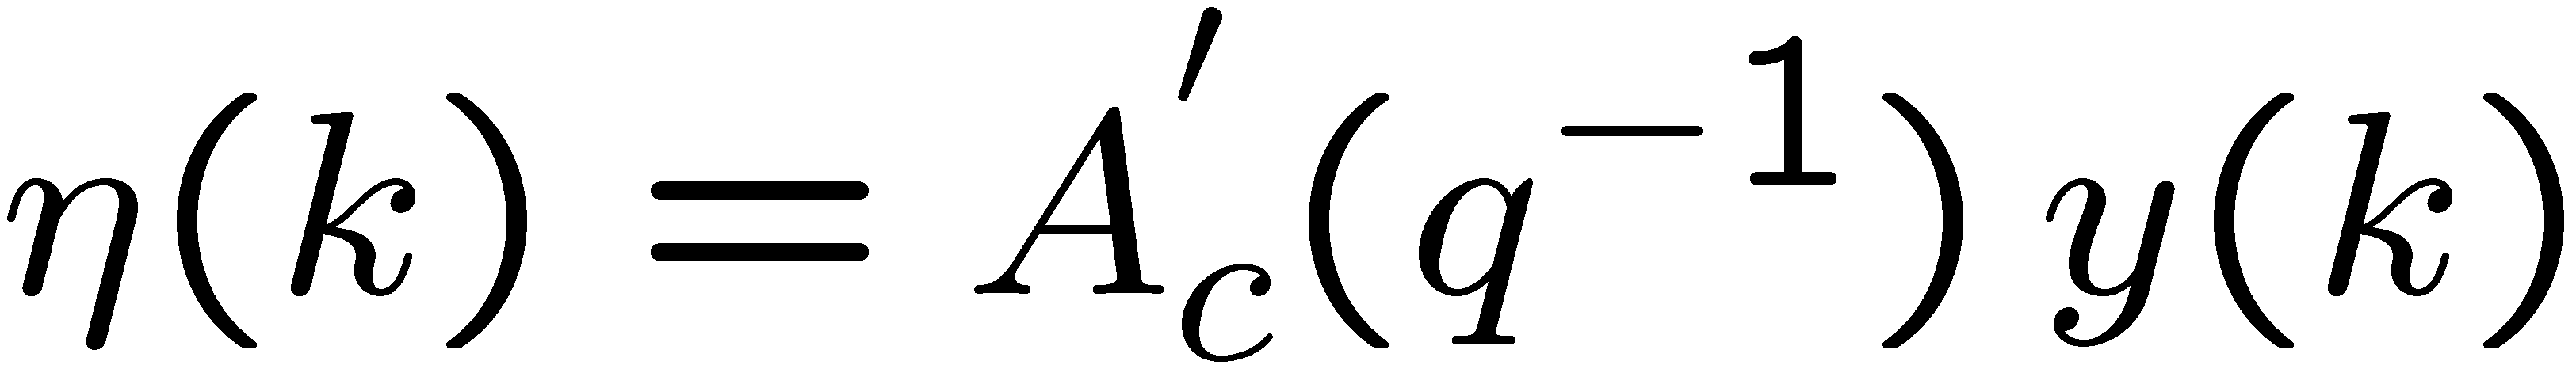 η(k) = A′_c(q^{−1}) y(k)